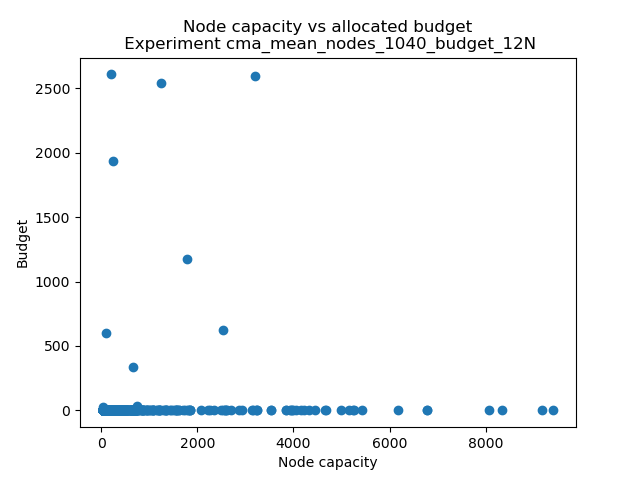 Node capacity vs allocated budget
Experiment cma_mean_nodes_1040_budget_12N
2500
2000
1500
1000
500
0
Budget
0 2000 4000 6000 8000
Node capacity